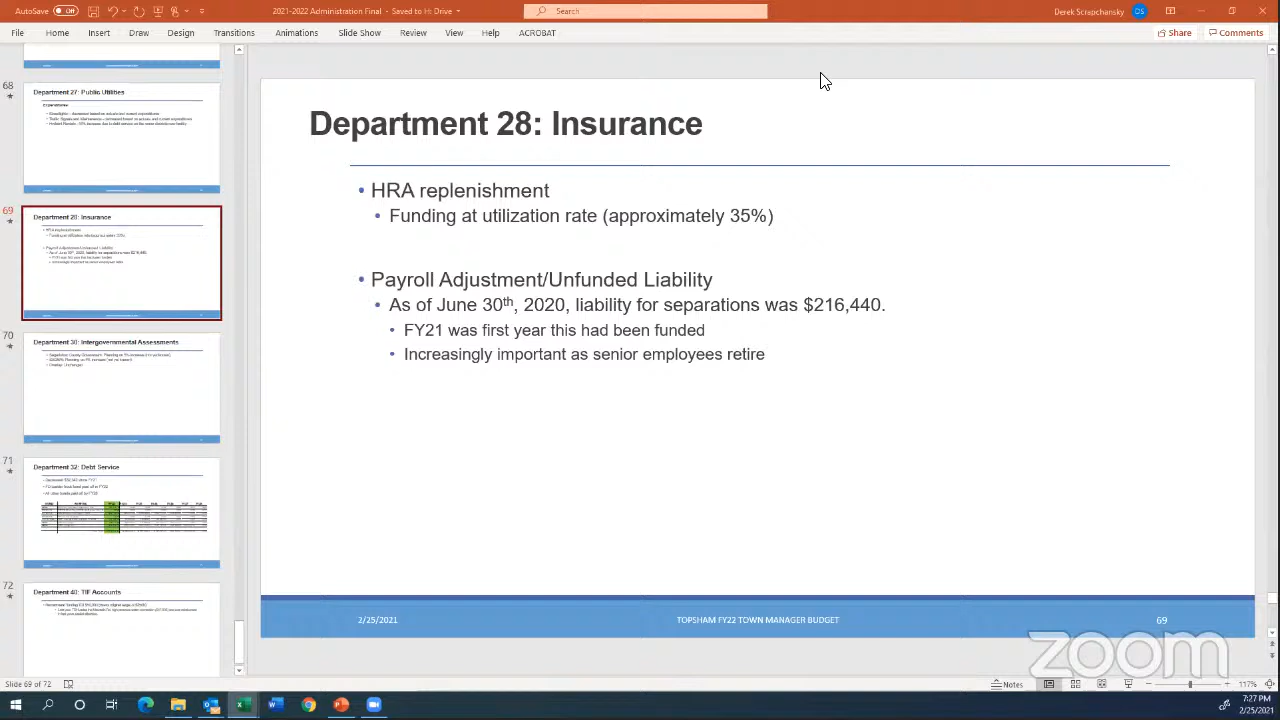 AutoSave Off
2021-2022 Administration Final - Saved to H: Drive
Search
Derek Scrapchansky DS
File Home Insert Draw Design Transitions Animations Slide Show Review View Help ACROBAT
Share Comments
68
Department 27: Public Utilities
69
Department 28: Insurance
70
Department 30: Intergovernmental Assessments
71
Department 32: Debt Service
72
Department 40: TIF Accounts
Department 28: Insurance
• HRA replenishment
• Funding at utilization rate (approximately 35%)
• Payroll Adjustment/Unfunded Liability
• As of June 30th, 2020, liability for separations was $216,440.
• FY21 was first year this had been funded
• Increasingly important as senior employees retire
2/25/2021 TOPSHAM FY22 TOWN MANAGER BUDGET 69
zoom
Slide 69 of 72
Notes
117%
7:27 PM
2/25/2021